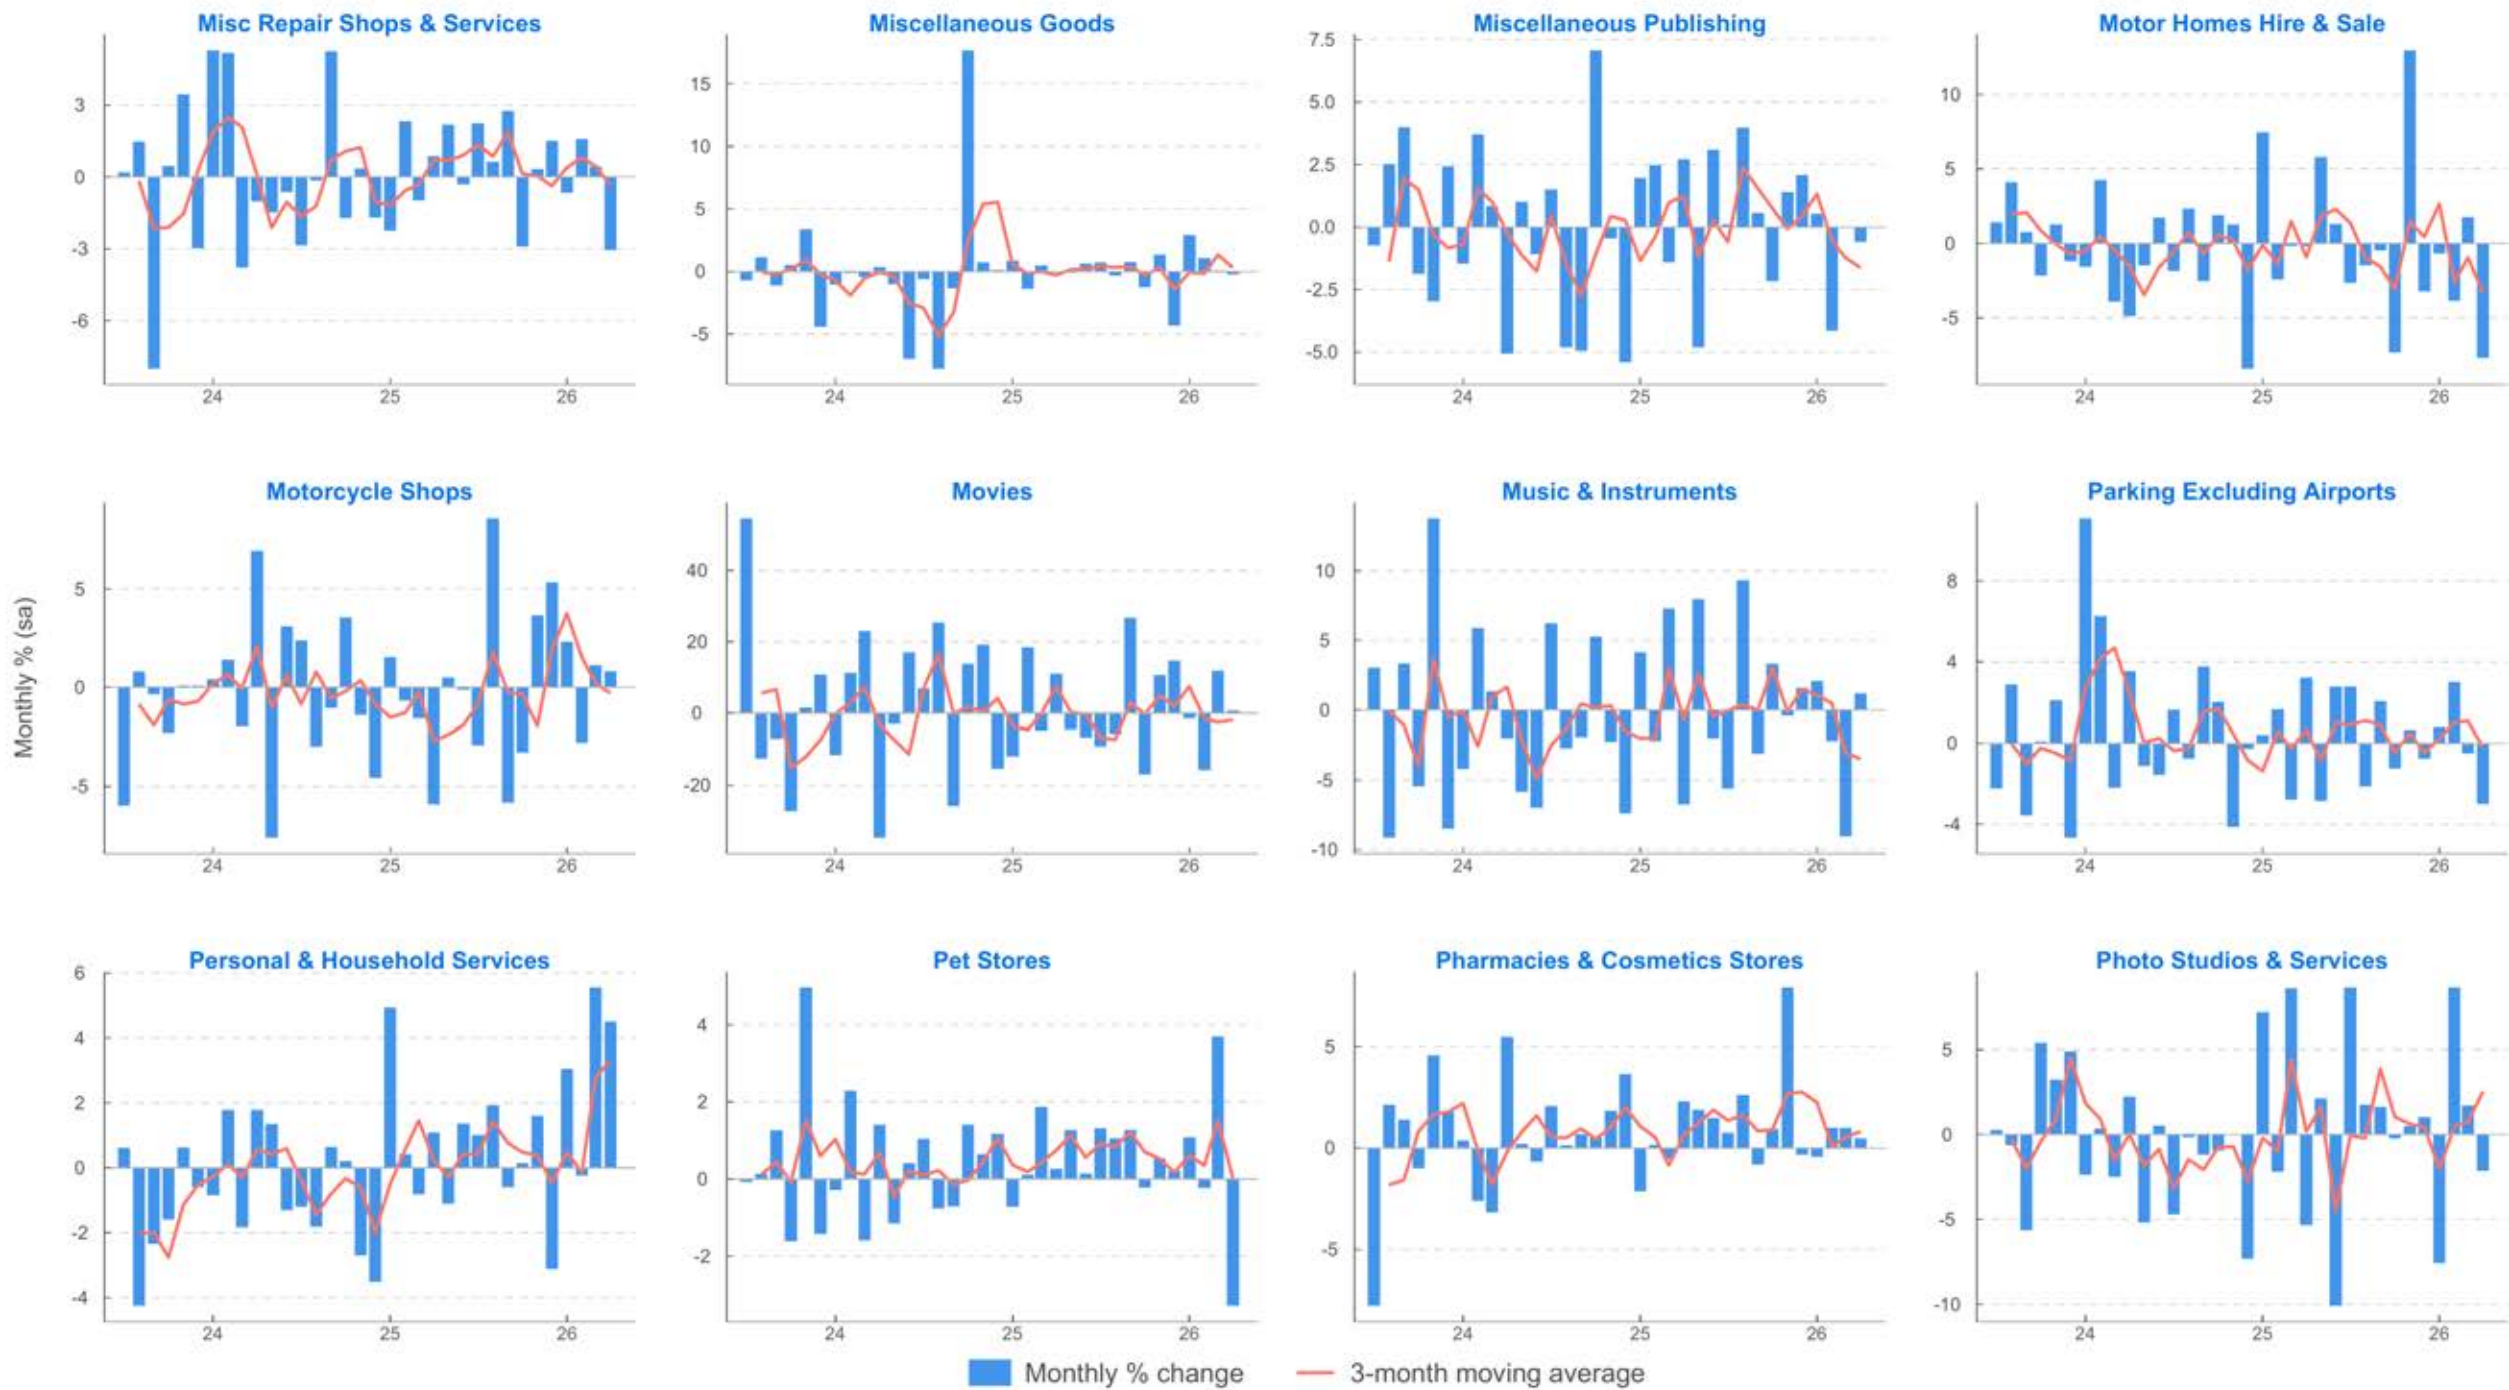 Misc Repair Shops & Services
3
0
-3
-6
24 25 26
Miscellaneous Goods
15
10
5
0
-5
24 25 26
Miscellaneous Publishing
7.5
5.0
2.5
0.0
-2.5
-5.0
24 25 26
Motor Homes Hire & Sale
10
5
0
-5
24 25 26
Monthly % (sa)
Motorcycle Shops
5
0
-5
24 25 26
Movies
40
20
0
-20
24 25 26
Music & Instruments
10
5
0
-5
-10
24 25 26
Parking Excluding Airports
8
4
0
-4
24 25 26
Personal & Household Services
6
4
2
0
-2
-4
24 25 26
Pet Stores
4
2
0
-2
24 25 26
Pharmacies & Cosmetics Stores
5
0
-5
24 25 26
Photo Studios & Services
5
0
-5
-10
24 25 26
Monthly % change 3-month moving average